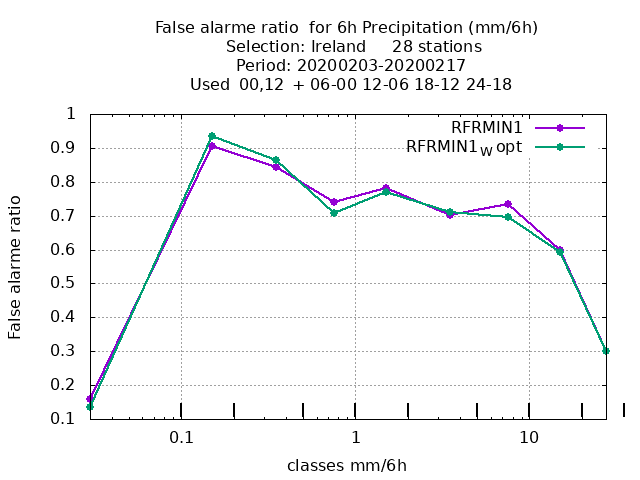 False alarme ratio  for 6h Precipitation (mm/6h)
Selection: Ireland     28 stations
Period: 20200203-20200217
Used  00,12  + 06-00 12-06 18-12 24-18
RFRMIN1
RFRMIN1W opt
1
0.9
0.8
0.7
0.6
0.5
0.4
0.3
0.2
0.1
False alarme ratio
0.1 1 10
classes mm/6h